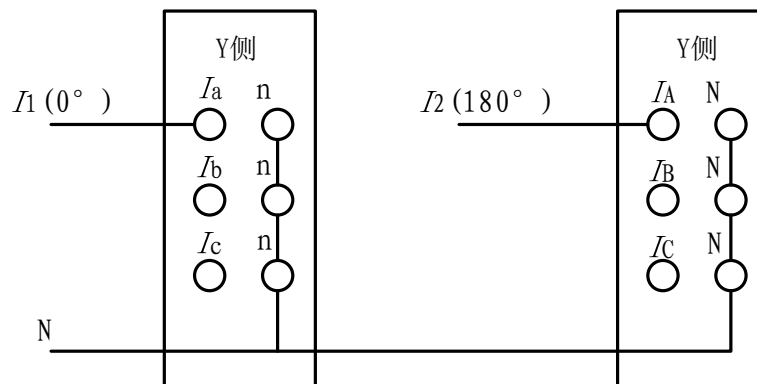 Y侧 Y侧
Ia n IA N
I1(0°) I2(180°)
Ib n IB N
Ic n IC N
N